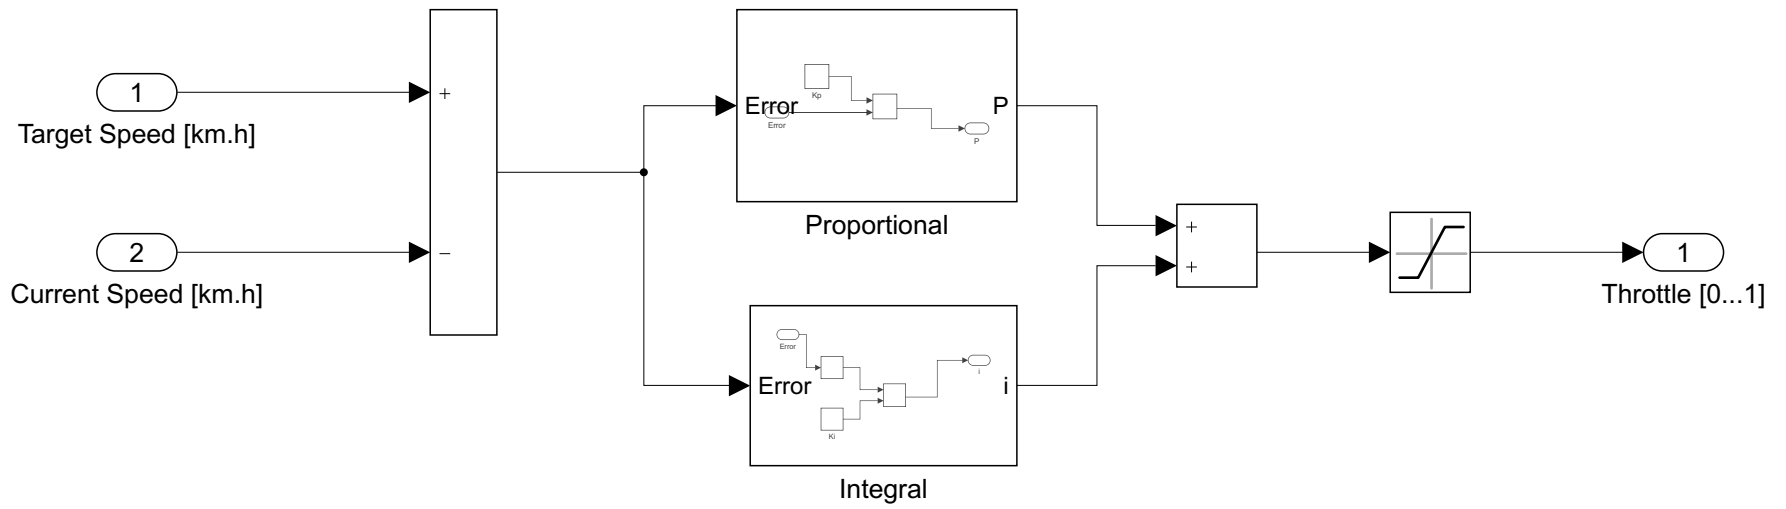 1
Target Speed [km.h]
+
2
Current Speed [km.h]
−
Error
P
Kp
Error
P
Proportional
Error
i
Error
Ki
i
Integral
+
+
1
Throttle [0...1]